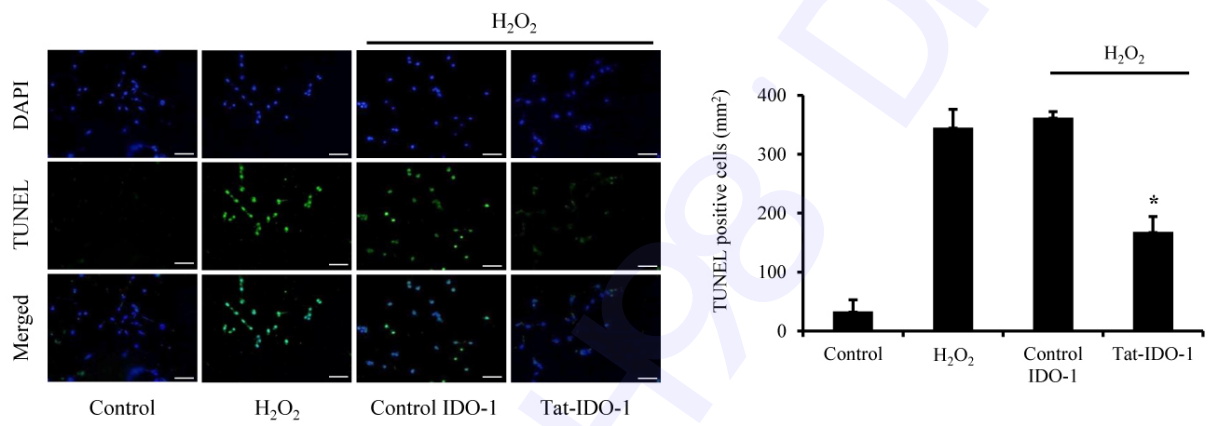 H₂O₂
DAPI
TUNEL
Merged
Control
H₂O₂
Control IDO-1
Tat-IDO-1
H₂O₂
TUNEL positive cells (mm²)
400
300
200
100
0
*
Control
H₂O₂
Control
IDO-1
Tat-IDO-1